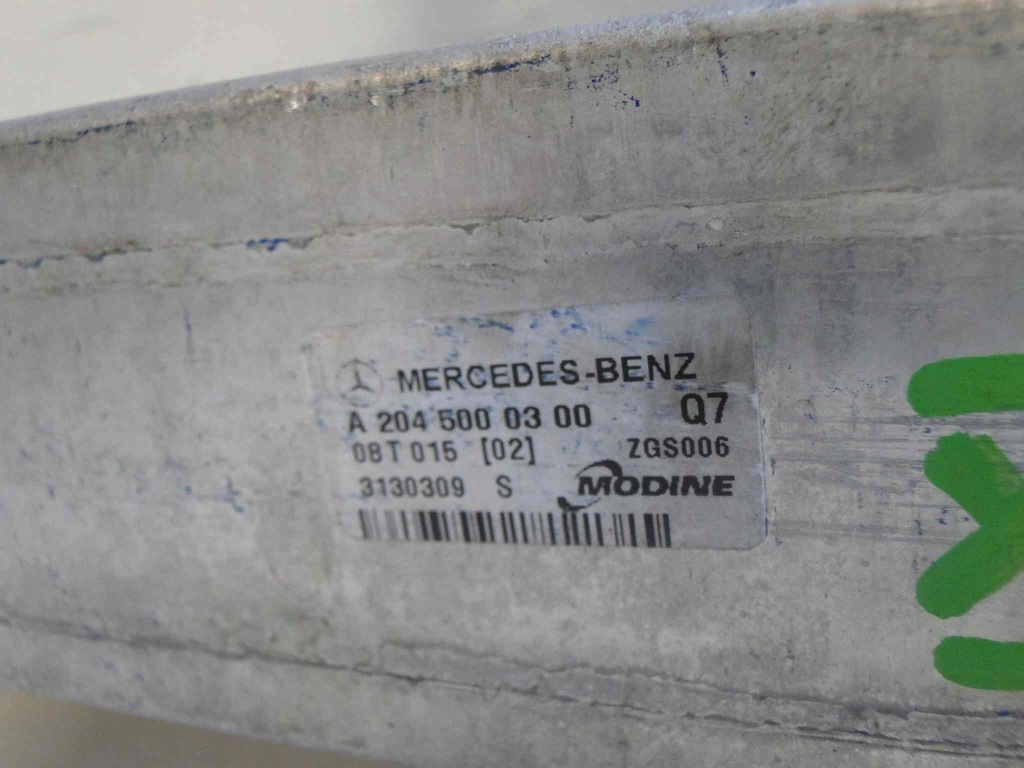 MERCEDES-BENZ
A 204 500 03 00 Q7
08T 015 [02] ZGS006
3130309 S MODINE